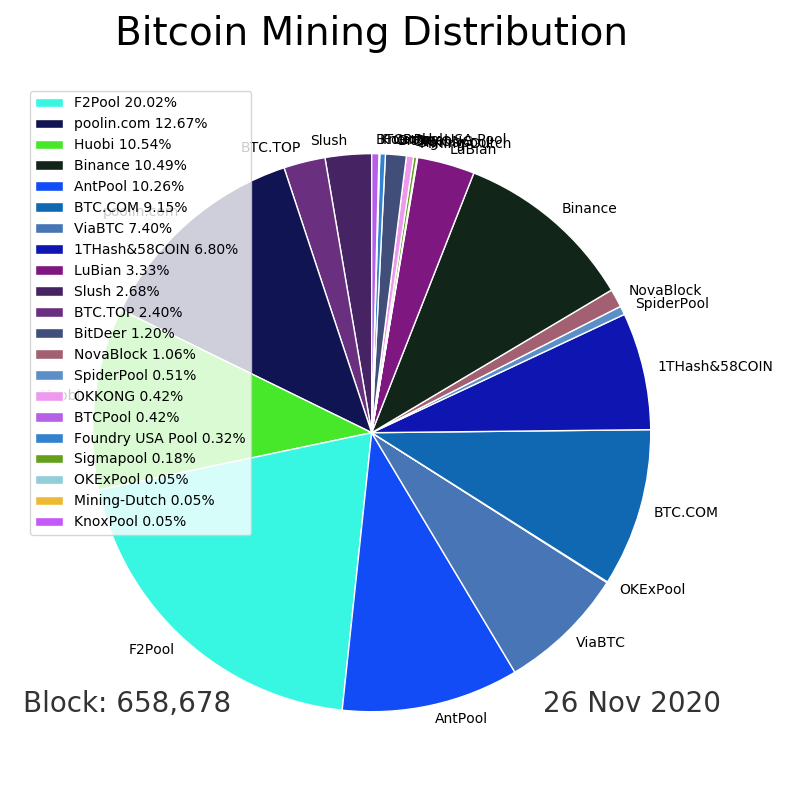 Bitcoin Mining Distribution
F2Pool 20.02%
poolin.com 12.67%
Huobi 10.54%
Binance 10.49%
AntPool 10.26%
BTC.COM 9.15%
ViaBTC 7.40%
1THash&58COIN 6.80%
LuBian 3.33%
Slush 2.68%
BTC.TOP 2.40%
BitDeer 1.20%
NovaBlock 1.06%
SpiderPool 0.51%
OKKONG 0.42%
BTCPool 0.42%
Foundry USA Pool 0.32%
Sigmapool 0.18%
OKExPool 0.05%
Mining-Dutch 0.05%
KnoxPool 0.05%
BTC.TOP
Slush
LuBian
Binance
poolin.com
NovaBlock
SpiderPool
1THash&58COIN
Huobi
BTC.COM
OKExPool
ViaBTC
F2Pool
AntPool
Block: 658,678
26 Nov 2020